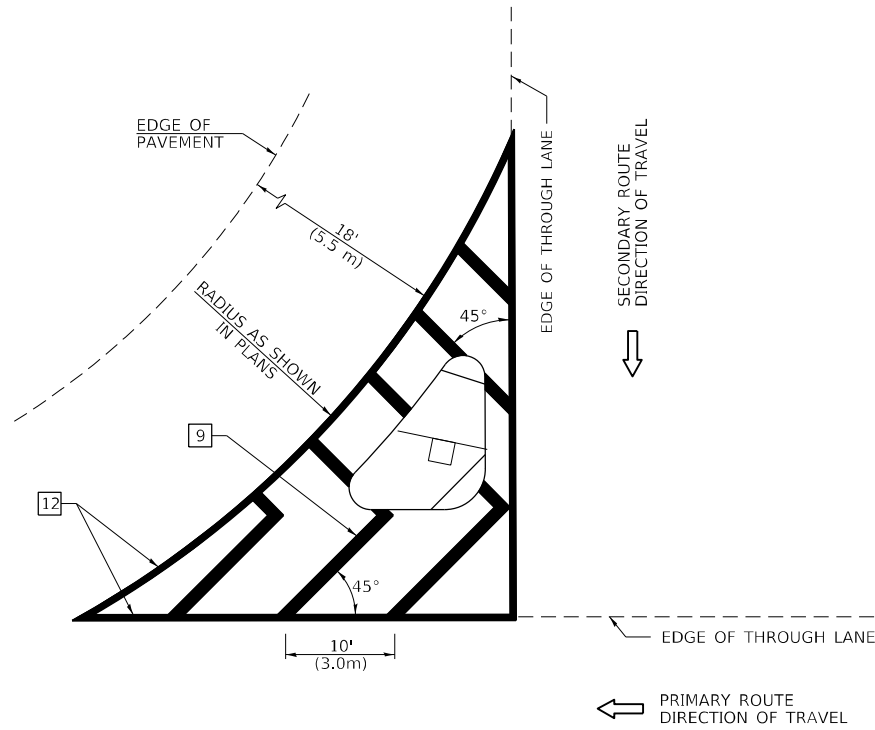 EDGE OF
PAVEMENT
18'
(5.5 m)
RADIUS AS SHOWN
IN PLANS
EDGE OF THROUGH LANE
SECONDARY ROUTE
DIRECTION OF TRAVEL
45°
9
12
45°
10'
(3.0m)
EDGE OF THROUGH LANE
PRIMARY ROUTE
DIRECTION OF TRAVEL